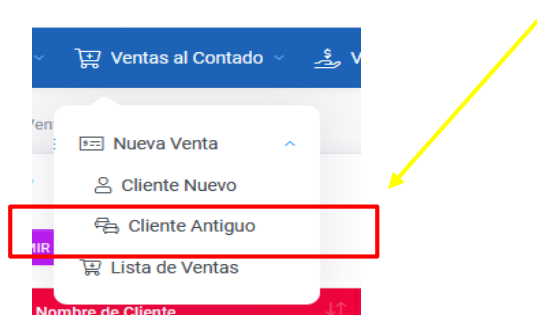 Ventas al Contado
Nueva Venta
Cliente Nuevo
Cliente Antiguo
Lista de Ventas
Nombre de Cliente